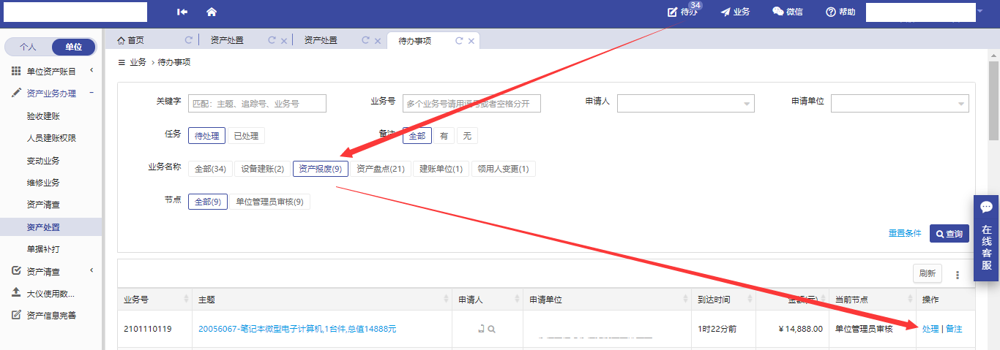 34
待办
业务
微信
帮助
个人
单位
首页
资产处置
资产处置
待办事项
单位资产账目
资产业务办理
验收建账
人员建账权限
变动业务
维修业务
资产清查
资产处置
单据补打
资产清查
大仪使用数...
资产信息完善
业务 > 待办事项
关键字 匹配：主题、追踪号、业务号 业务号 多个业务号请用逗号或者空格分开 申请人 申请单位
任务 待处理 已处理 备注 全部 有 无
业务名称 全部(34) 设备建账(2) 资产报废(9) 资产盘点(21) 建账单位(1) 领用人变更(1)
节点 全部(9) 单位管理员审核(9)
重置条件 查询
在线客服
刷新
业务号 主题 申请人 申请单位 到达时间 金额(元) 当前节点 操作
2101110119 20056067-笔记本微型电子计算机,1台件,总值14888元 1时22分前 ¥14,888.00 单位管理员审核 处理 | 备注